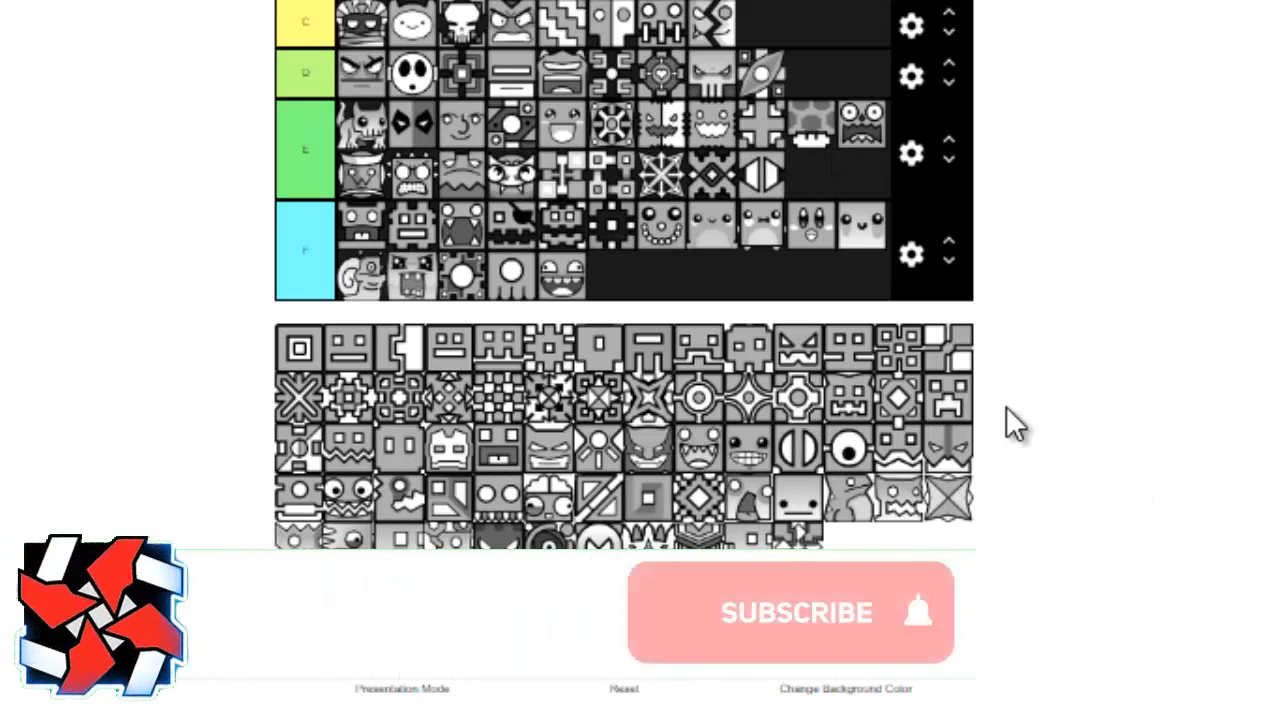 C
D
E
F
SUBSCRIBE
Presentation Mode
Reset
Change Background Color